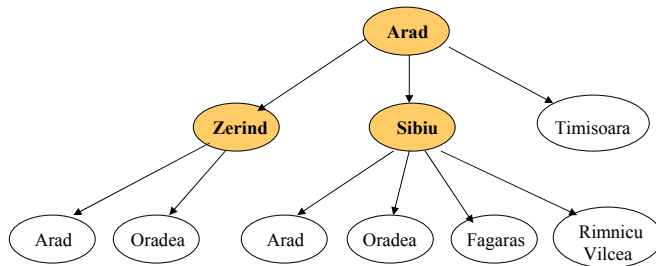 Arad
Zerind
Sibiu
Timisoara
Arad
Oradea
Arad
Oradea
Fagaras
Rimnicu
Vilcea